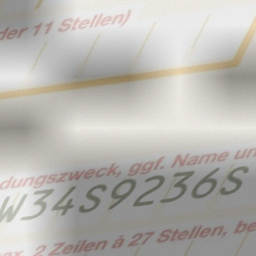 der 11 Stellen)
dungszweck, ggf. Name un
W34S9236S
ax. 2 Zeilen à 27 Stellen, be